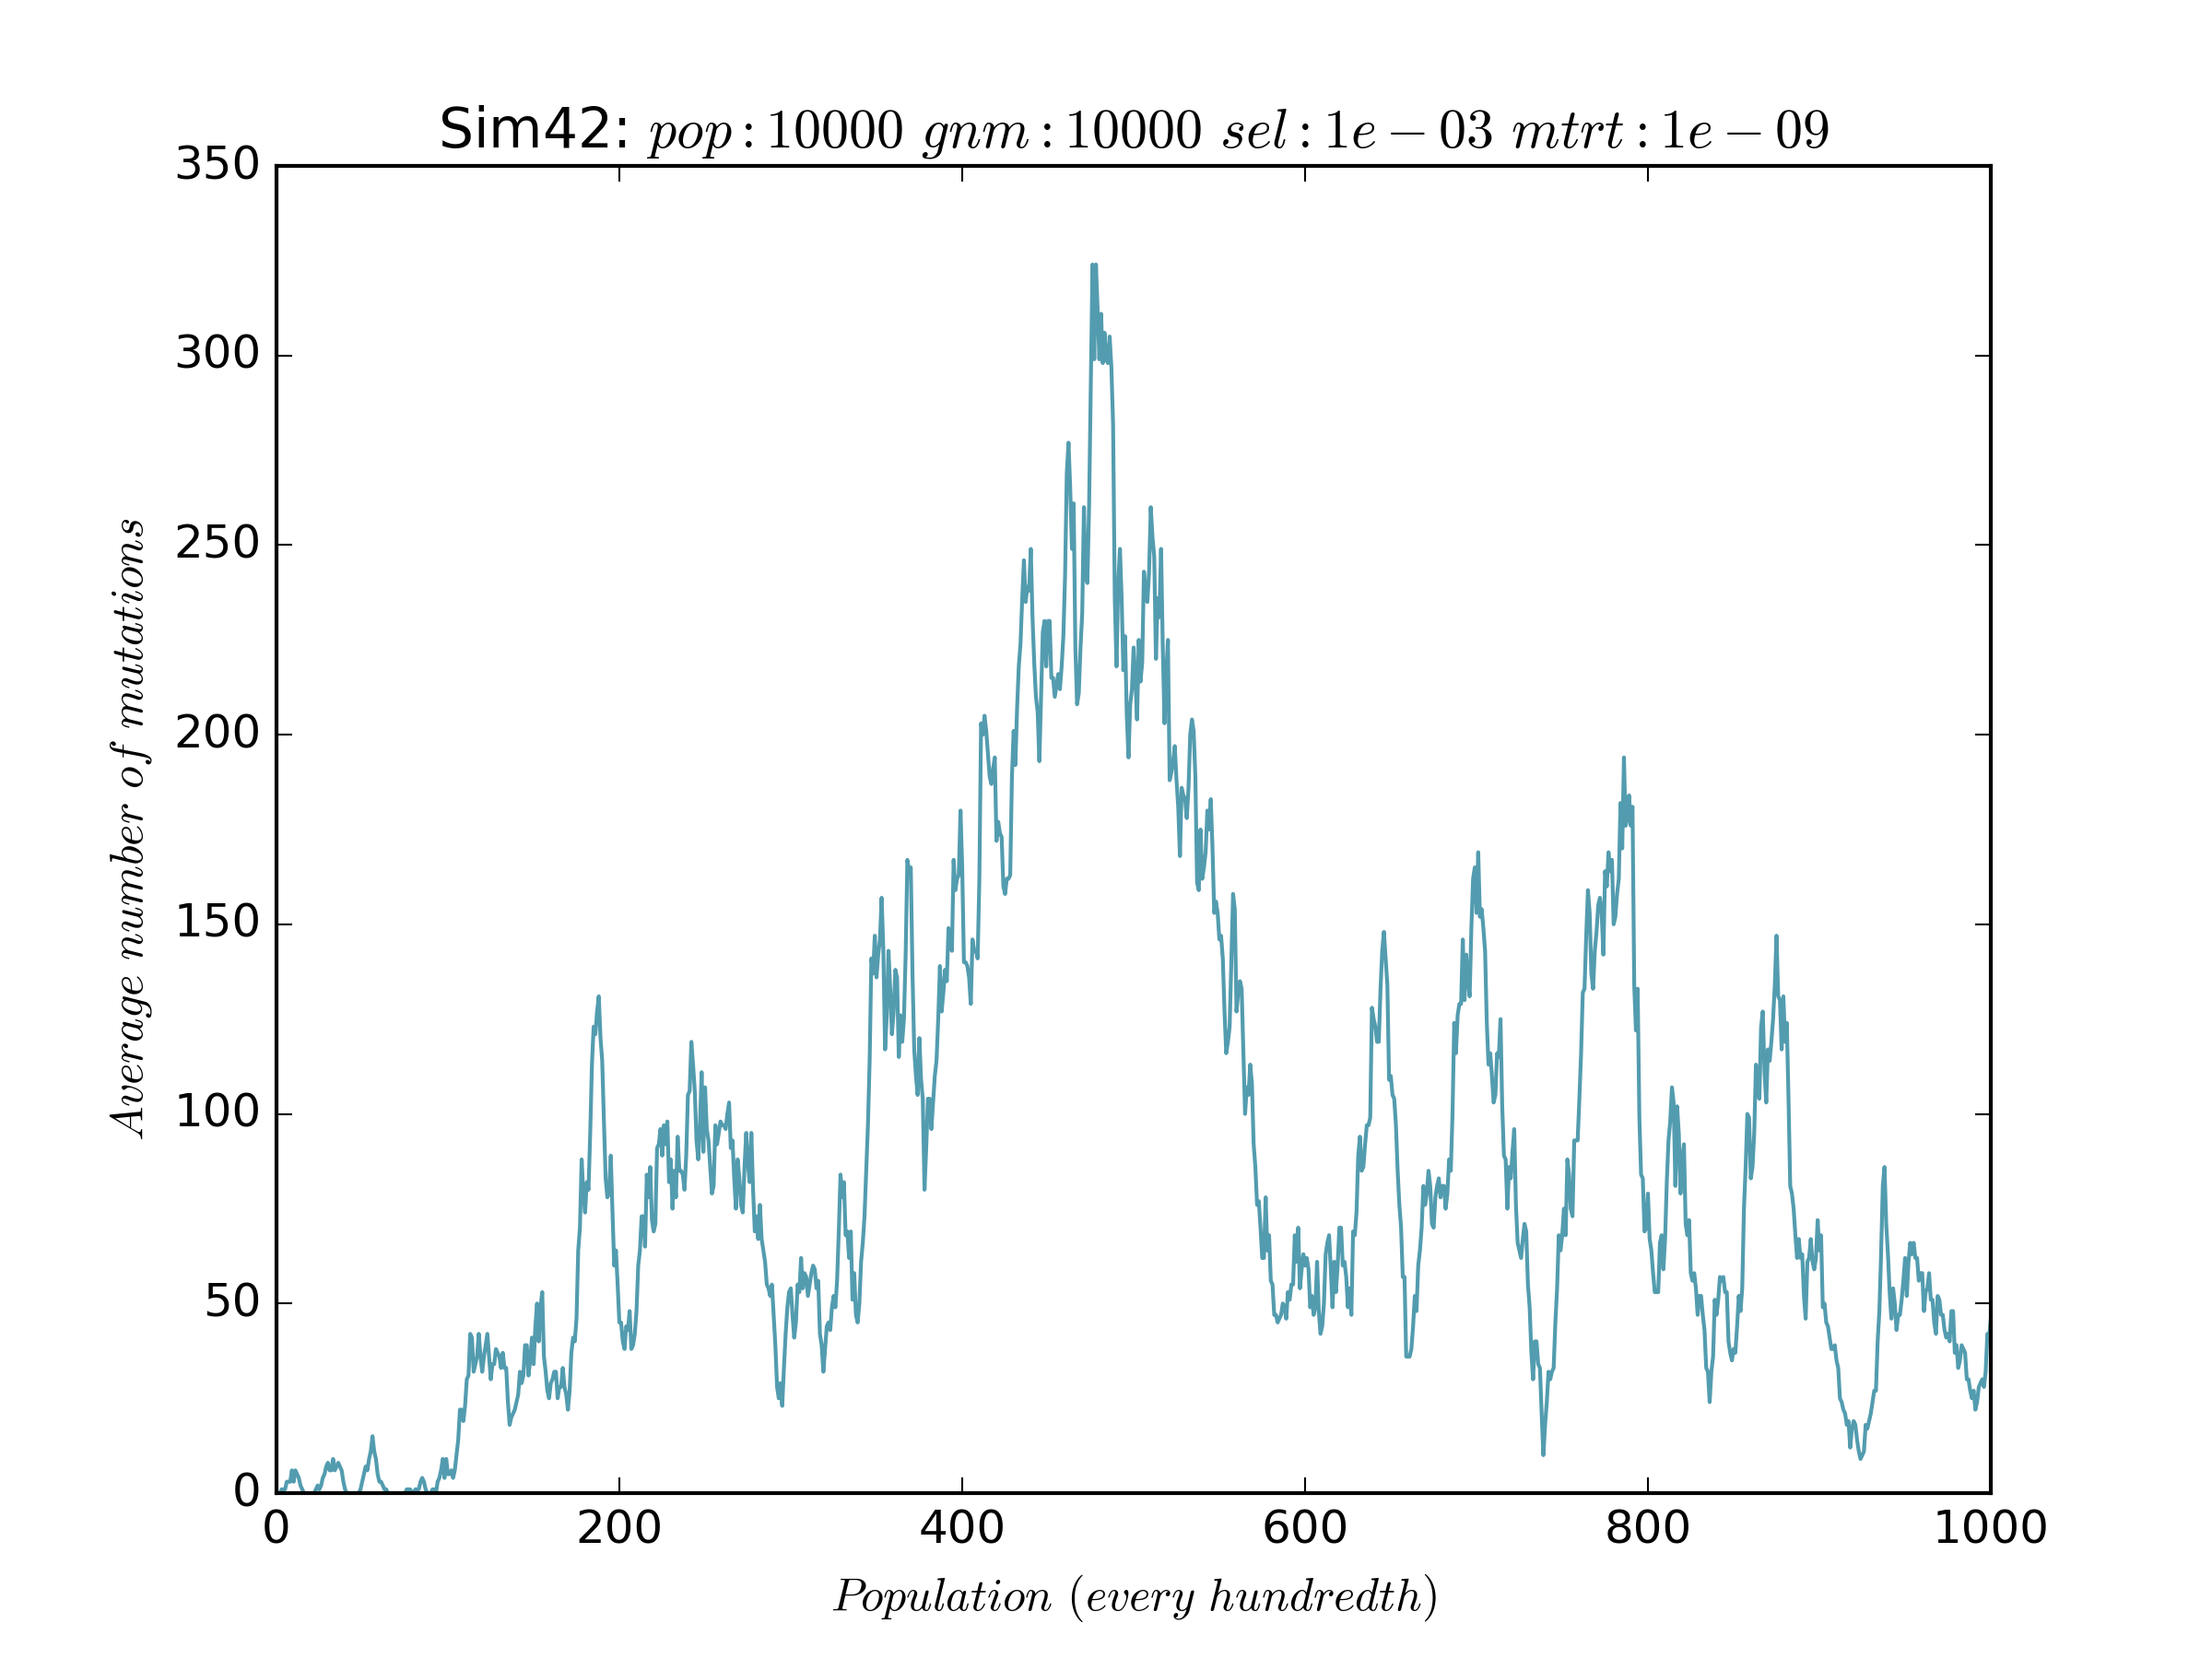 Sim42: pop : 10000 gnm : 10000 sel : 1e − 03 mtrt : 1e − 09
350
300
250
200
150
100
50
0
Average number of mutations
0 200 400 600 800 1000
Population (every hundredth)